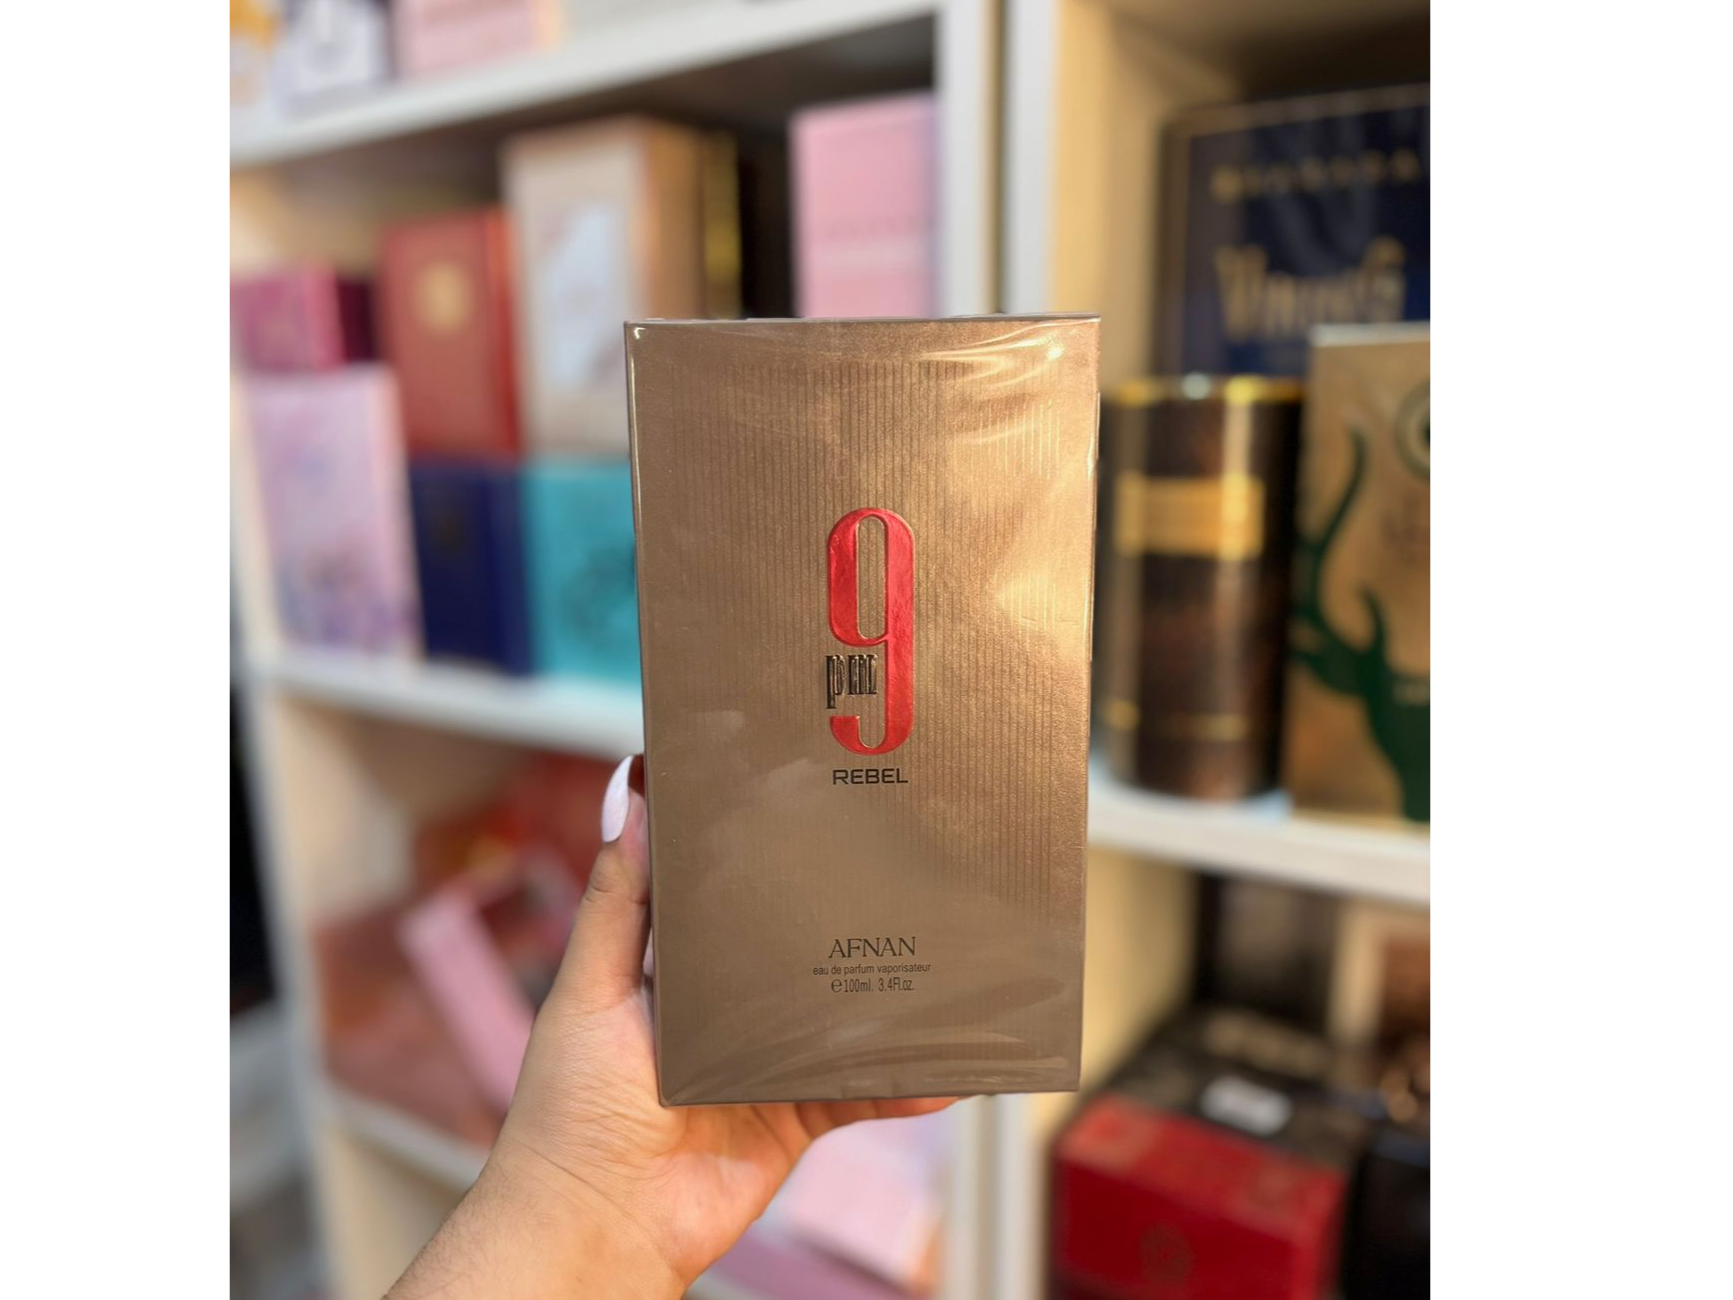 9
pm
REBEL
AFNAN
eau de parfum vaporisateur
℮100ml. 3.4Fl.oz.